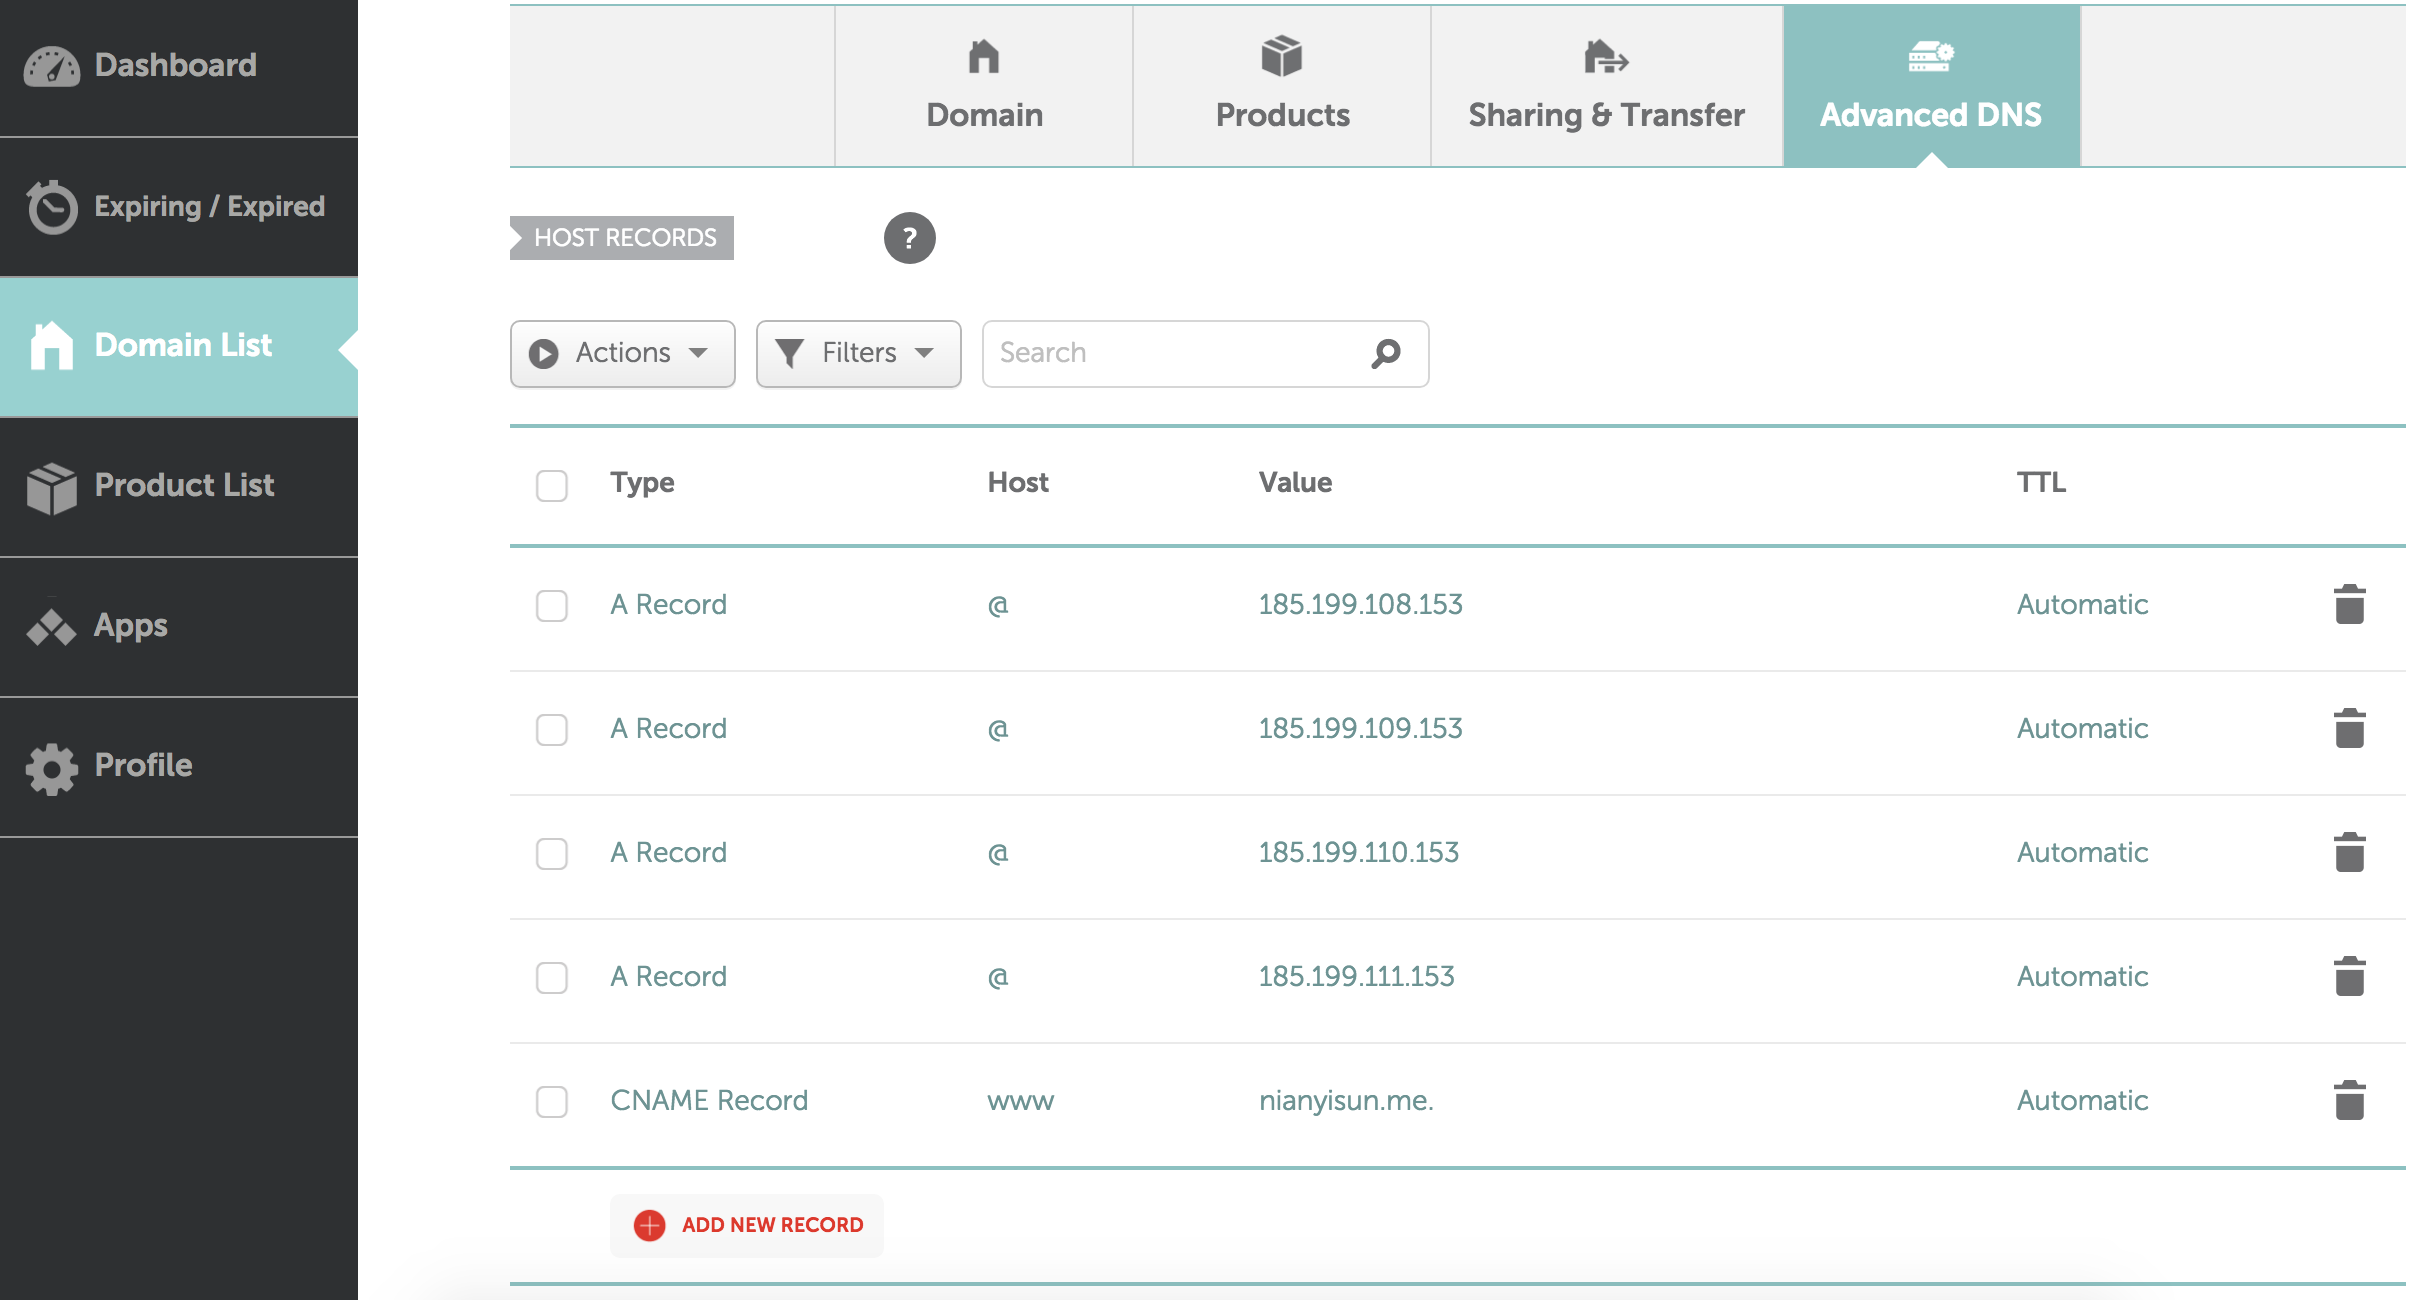 Dashboard
Expiring / Expired
Domain List
Product List
Apps
Profile
Domain
Products
Sharing & Transfer
Advanced DNS
HOST RECORDS
?
Actions
Filters
Search
Type Host Value TTL
A Record @ 185.199.108.153 Automatic
A Record @ 185.199.109.153 Automatic
A Record @ 185.199.110.153 Automatic
A Record @ 185.199.111.153 Automatic
CNAME Record www nianyisun.me. Automatic
ADD NEW RECORD